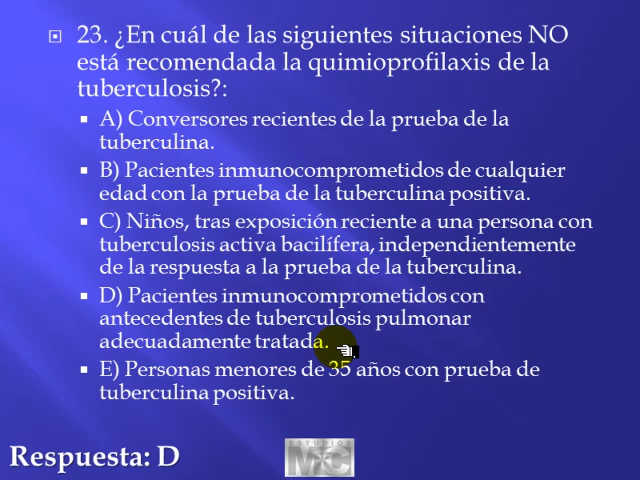 23. ¿En cuál de las siguientes situaciones NO
está recomendada la quimioprofilaxis de la
tuberculosis?:
A) Conversores recientes de la prueba de la
tuberculina.
B) Pacientes inmunocomprometidos de cualquier
edad con la prueba de la tuberculina positiva.
C) Niños, tras exposición reciente a una persona con
tuberculosis activa bacilífera, independientemente
de la respuesta a la prueba de la tuberculina.
D) Pacientes inmunocomprometidos con
antecedentes de tuberculosis pulmonar
adecuadamente tratada.
E) Personas menores de 35 años con prueba de
tuberculina positiva.
Respuesta: D
ESTUDIOS
MC